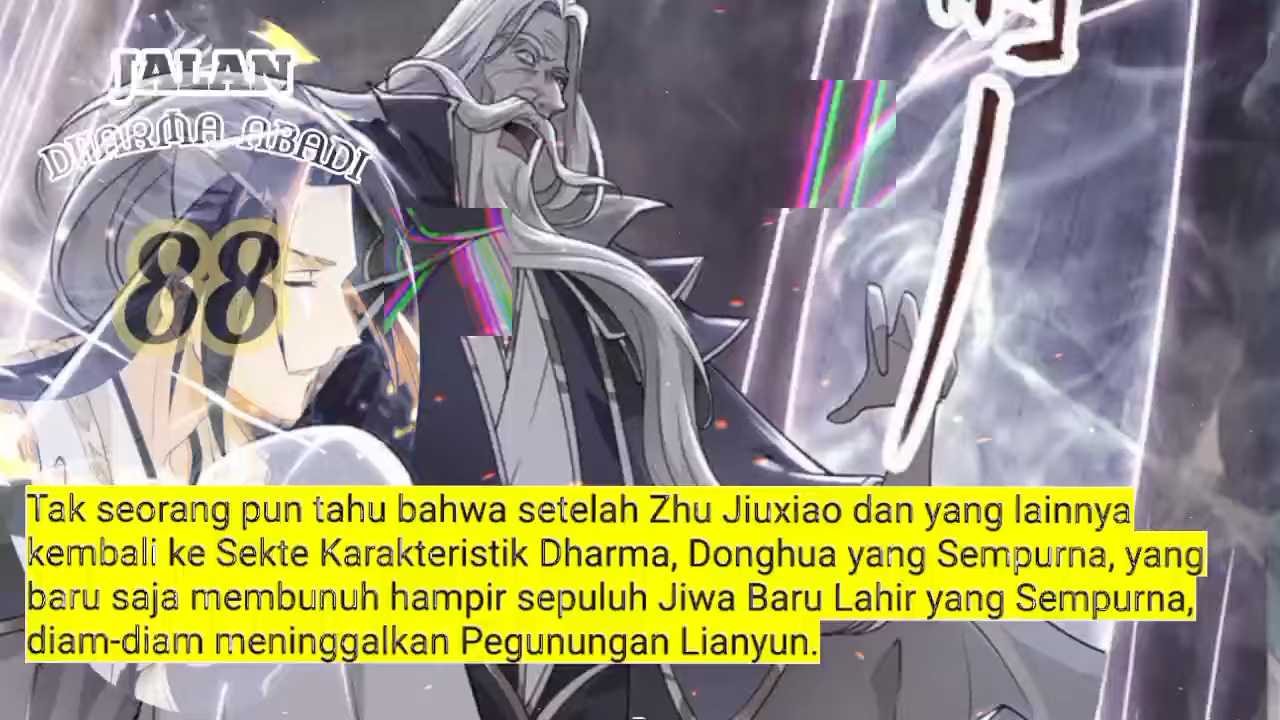 JALAN
DHARMA ABADI
88
Tak seorang pun tahu bahwa setelah Zhu Jiuxiao dan yang lainnya
kembali ke Sekte Karakteristik Dharma, Donghua yang Sempurna, yang
baru saja membunuh hampir sepuluh Jiwa Baru Lahir yang Sempurna,
diam-diam meninggalkan Pegunungan Lianyun.